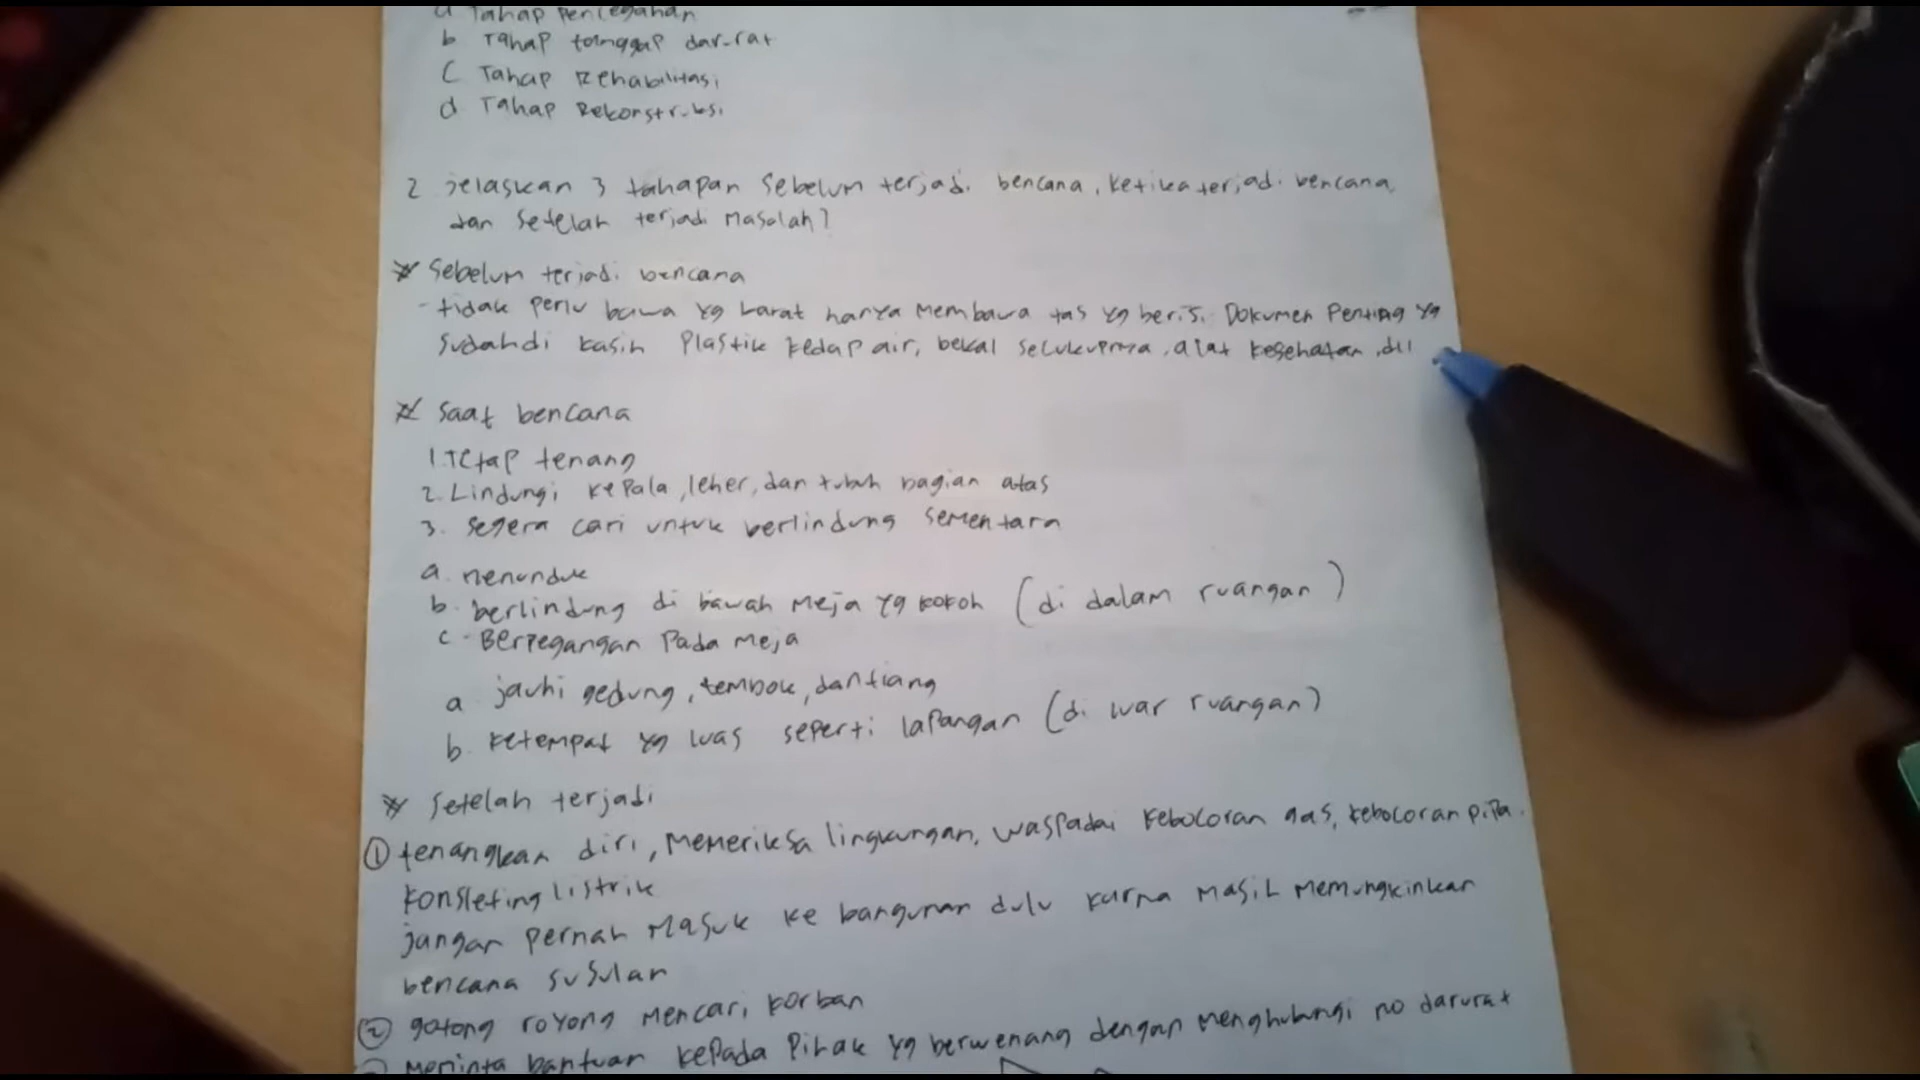 a Tahap Pencegahan
b Tahap tanggap darurat
C Tahap Rehabilitasi
d Tahap Rekonstruksi
2 Jelaskan 3 tahapan Sebelum terjadi bencana, ketika terjadi bencana,
dan Setelah terjadi Masalah?
* Sebelum terjadi bencana
- tidak perlu bawa yg barat hanya Membawa tas yg berisi Dokumen Penting yg
Sudahdi kasih Plastik kedap air, bekal secukupnya, alat kesehatan, dll
* Saat bencana
1. Tetap tenang
2. Lindungi kepala, leher, dan tubuh bagian atas
3. Segera cari untuk berlindung Sementara
a. menunduk
b. berlindung di bawah Meja yg kokoh (di dalam ruangan)
c - Berpegangan Pada Meja
a jauhi gedung, tembok, dan tiang
b. Ketempat yg luas seperti lapangan (di luar ruangan)
* Setelah terjadi
① tenangkan diri, Memeriksa lingkungan, waspadai kebocoran gas, kebocoran pipa.
Konsleting listrik
jangan pernah Masuk ke bangunan dulu karna Masih Memungkinkan
bencana susulan
② gotong royong Mencari korban
Meminta bantuan kepada Pihak yg berwenang dengan Menghubungi no darurat